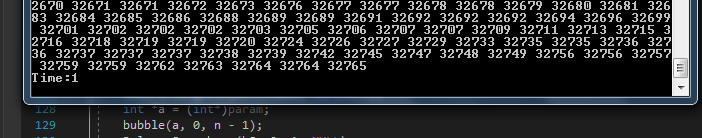 2670 32671 32671 32672 32673 32676 32677 32677 32678 32678 32679 32680 32681 326
83 32684 32685 32686 32688 32689 32689 32691 32692 32692 32692 32694 32696 32699
32701 32702 32702 32702 32703 32705 32706 32707 32707 32709 32711 32713 32715 3
2716 32718 32719 32719 32720 32724 32726 32727 32729 32733 32735 32735 32736 327
36 32737 32737 32737 32738 32739 32742 32745 32747 32748 32749 32756 32756 32757
32759 32759 32762 32763 32764 32764 32765
Time:1
128 int *a = (int*)param;
129 bubble(a, 0, n - 1);